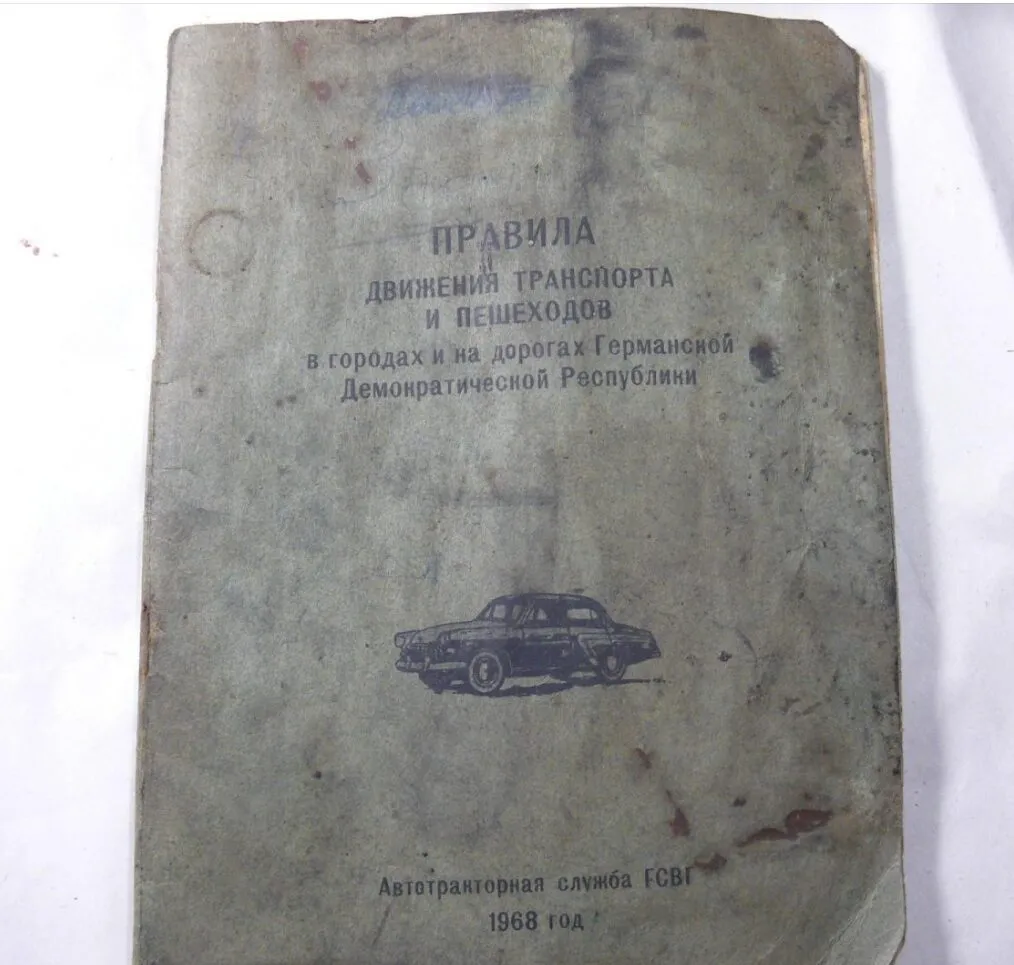 ПРАВИЛА
ДВИЖЕНИЯ ТРАНСПОРТА
И ПЕШЕХОДОВ
в городах и на дорогах Германской
Демократической Республики
Автотракторная служба ГСВГ
1968 год